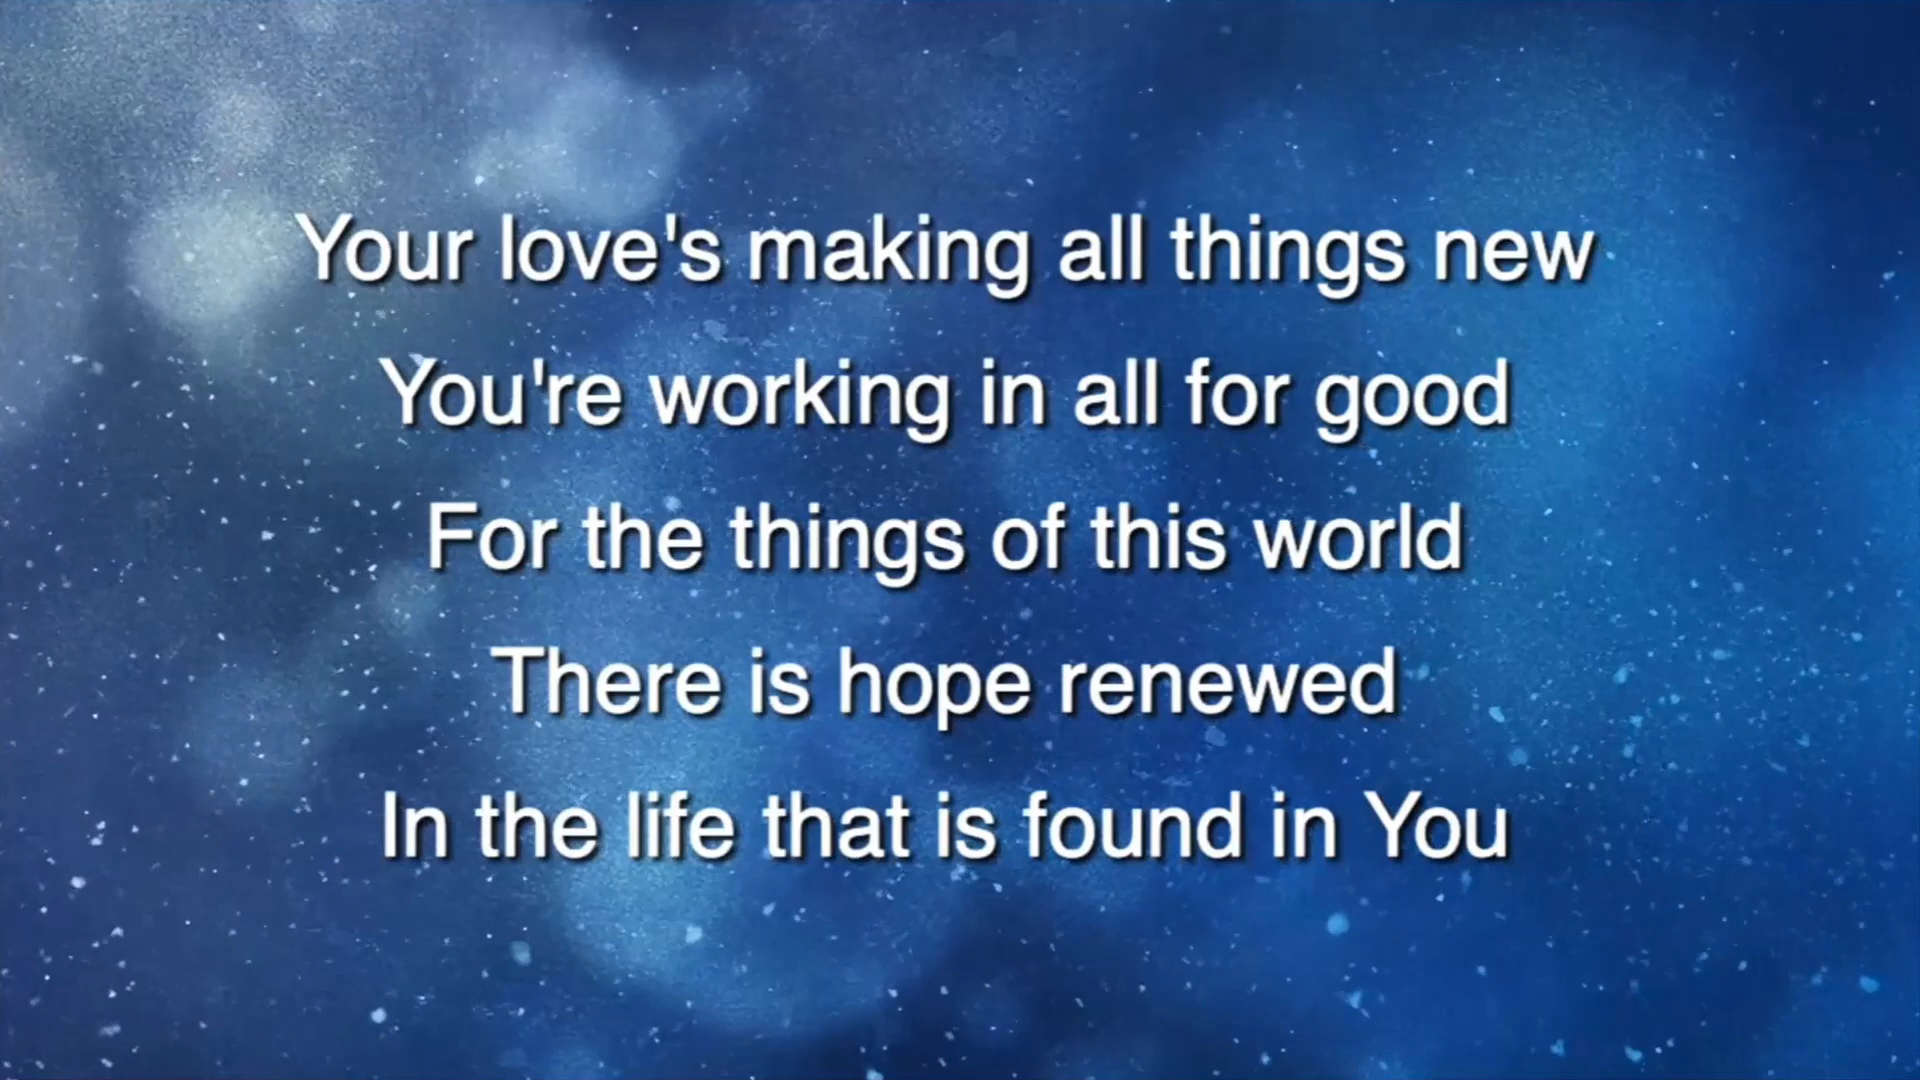 Your love's making all things new
You're working in all for good
For the things of this world
There is hope renewed
In the life that is found in You